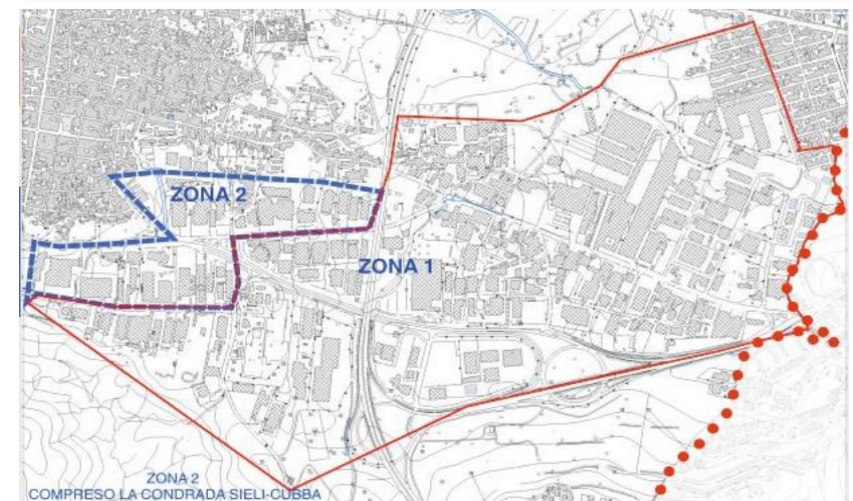 ZONA 2
ZONA 1
ZONA 2
COMPRESO LA CONDRADA SIELI-CUBBA